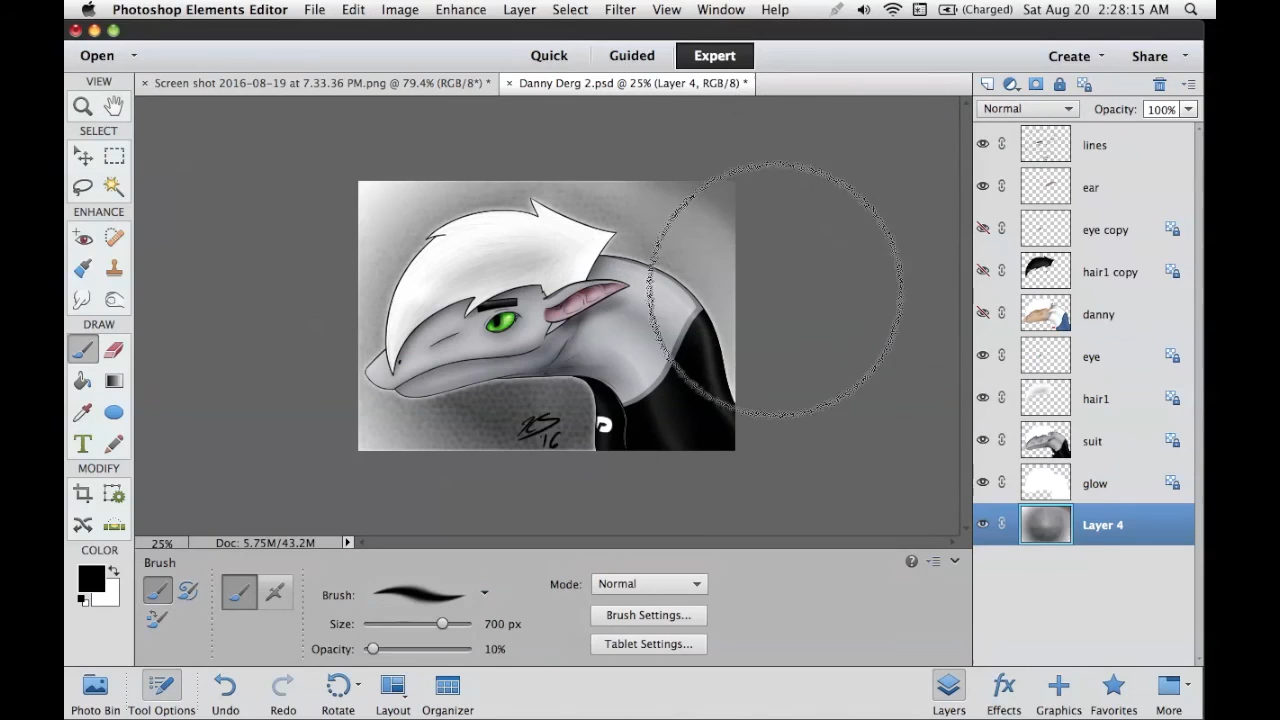 Photoshop Elements Editor File Edit Image Enhance Layer Select Filter View Window Help (Charged) Sat Aug 20 2:28:15 AM
Open Quick Guided Expert Create Share
VIEW
× Screen shot 2016-08-19 at 7.33.36 PM.png @ 79.4% (RGB/8*) * × Danny Derg 2.psd @ 25% (Layer 4, RGB/8) *
Normal Opacity: 100%
SELECT
ENHANCE
DRAW
T
MODIFY
COLOR
lines
ear
eye copy
hair1 copy
danny
eye
hair1
suit
glow
Layer 4
'16
25% Doc: 5.75M/43.2M
Brush
Brush:
Size: 700 px
Opacity: 10%
Mode: Normal
Brush Settings...
Tablet Settings...
Photo Bin Tool Options Undo Redo Rotate Layout Organizer Layers Effects Graphics Favorites More
fx